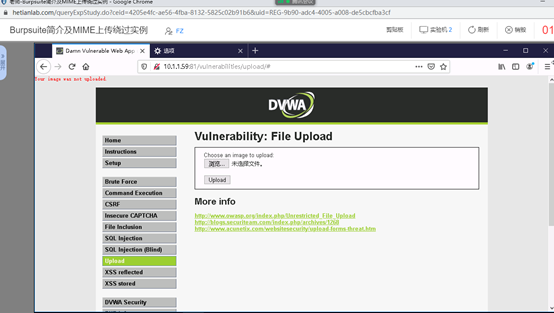 老师-Burpsuite简介及MIME上传绕过实例 - Google Chrome
hetianlab.com/queryExpStudy.do?ceId=4205e4fc-ae56-4fba-8132-5825c02b91b6&uid=REG-9b90-adc4-4005-a008-de5cbcfba3cf
Burpsuite简介及MIME上传绕过实例 FZ 剪贴板 实验机 2 刷新 销毁 01
Damn Vulnerable Web App 选项
10.1.1.59:81/vulnerabilities/upload/#
Your image was not uploaded.
DVWA
Home
Instructions
Setup
Brute Force
Command Execution
CSRF
Insecure CAPTCHA
File Inclusion
SQL Injection
SQL Injection (Blind)
Upload
XSS reflected
XSS stored
DVWA Security
Vulnerability: File Upload
Choose an image to upload:
浏览... 未选择文件。
Upload
More info
http://www.owasp.org/index.php/Unrestricted_File_Upload
http://blogs.securiteam.com/index.php/archives/1268
http://www.acunetix.com/websitesecurity/upload-forms-threat.htm